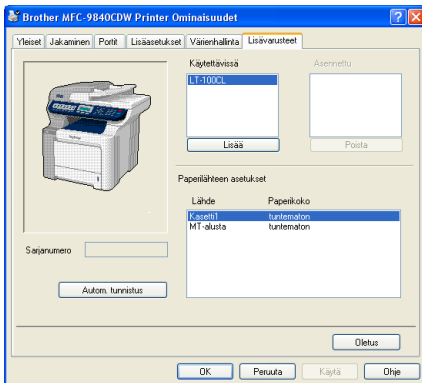 Brother MFC-9840CDW Printer Ominaisuudet
Yleiset Jakaminen Portit Lisäasetukset Värienhallinta Lisävarusteet
Käytettävissä Asennettu
LT-100CL
Lisää Poista
Paperilähteen asetukset
Lähde Paperikoko
Kasetti1 tuntematon
MT-alusta tuntematon
Sarjanumero
Autom. tunnistus
Oletus
OK Peruuta Käytä Ohje